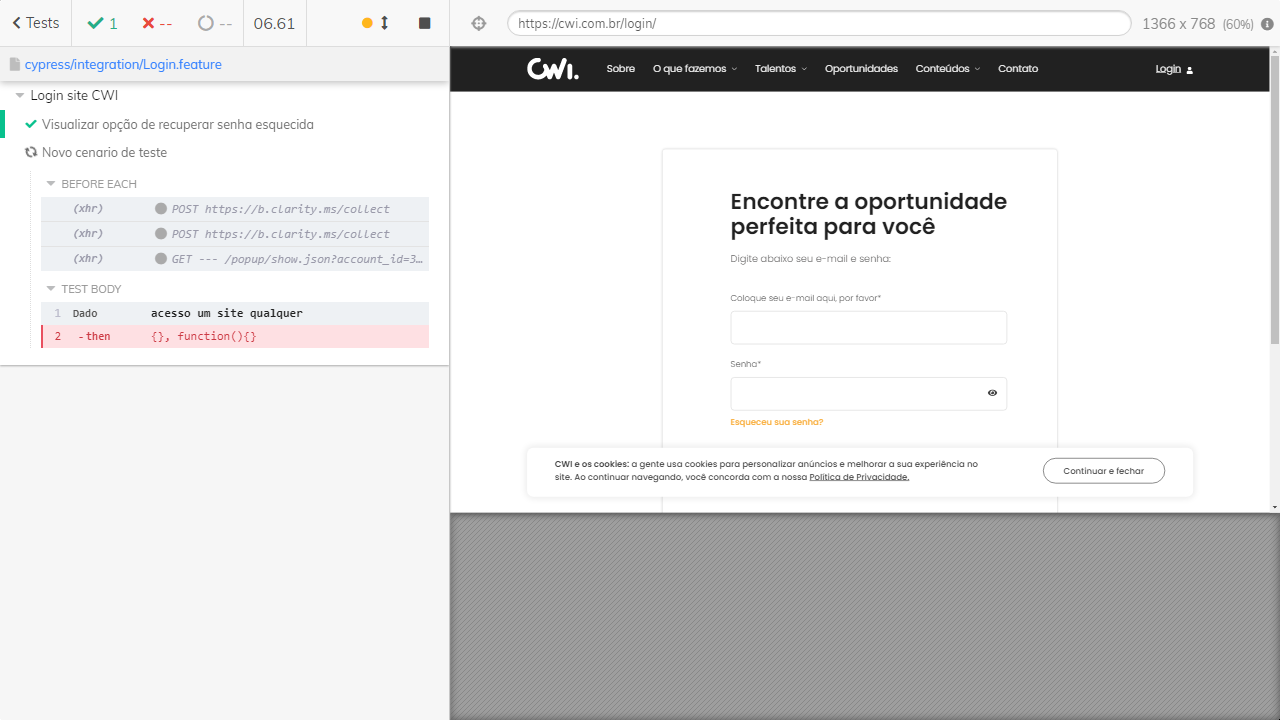 Tests
1
--
--
06.61
https://cwi.com.br/login/
1366 x 768 (60%)
cypress/integration/Login.feature
Login site CWI
Visualizar opção de recuperar senha esquecida
Novo cenario de teste
BEFORE EACH
(xhr) POST https://b.clarity.ms/collect
(xhr) POST https://b.clarity.ms/collect
(xhr) GET --- /popup/show.json?account_id=3…
TEST BODY
1 Dado acesso um site qualquer
2 -then {}, function(){}
CWI.
Sobre
O que fazemos
Talentos
Oportunidades
Conteúdos
Contato
Login
Encontre a oportunidade
perfeita para você
Digite abaixo seu e-mail e senha:
Coloque seu e-mail aqui, por favor*
Senha*
Esqueceu sua senha?
CWI e os cookies: a gente usa cookies para personalizar anúncios e melhorar a sua experiência no
site. Ao continuar navegando, você concorda com a nossa Política de Privacidade.
Continuar e fechar